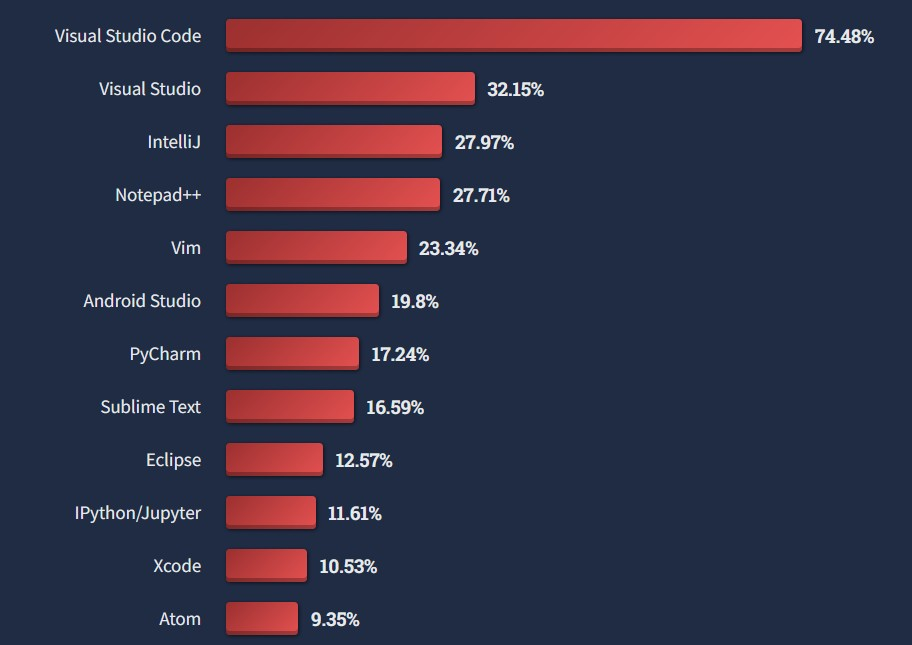 Visual Studio Code 74.48%
Visual Studio 32.15%
IntelliJ 27.97%
Notepad++ 27.71%
Vim 23.34%
Android Studio 19.8%
PyCharm 17.24%
Sublime Text 16.59%
Eclipse 12.57%
IPython/Jupyter 11.61%
Xcode 10.53%
Atom 9.35%